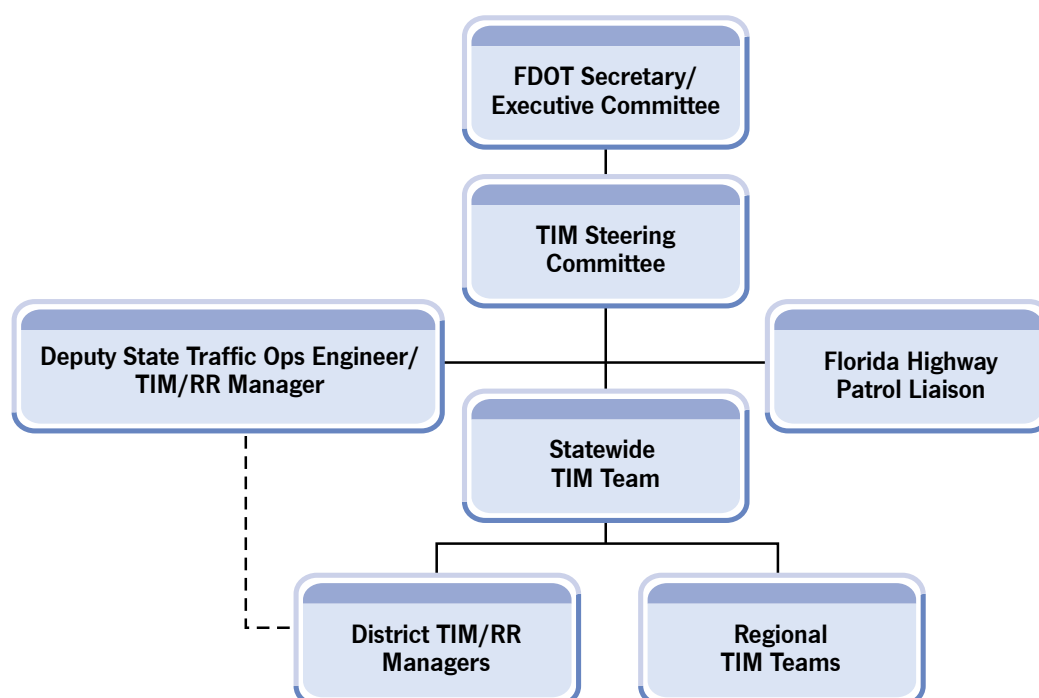 FDOT Secretary/
Executive Committee
TIM Steering
Committee
Deputy State Traffic Ops Engineer/
TIM/RR Manager
Florida Highway
Patrol Liaison
Statewide
TIM Team
District TIM/RR
Managers
Regional
TIM Teams